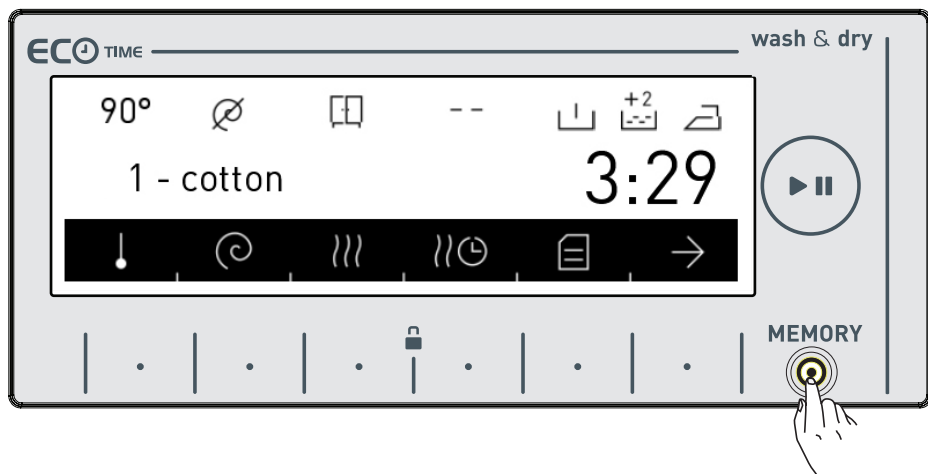 ECO TIME
wash & dry
90° -- +2
1 - cotton 3:29
MEMORY